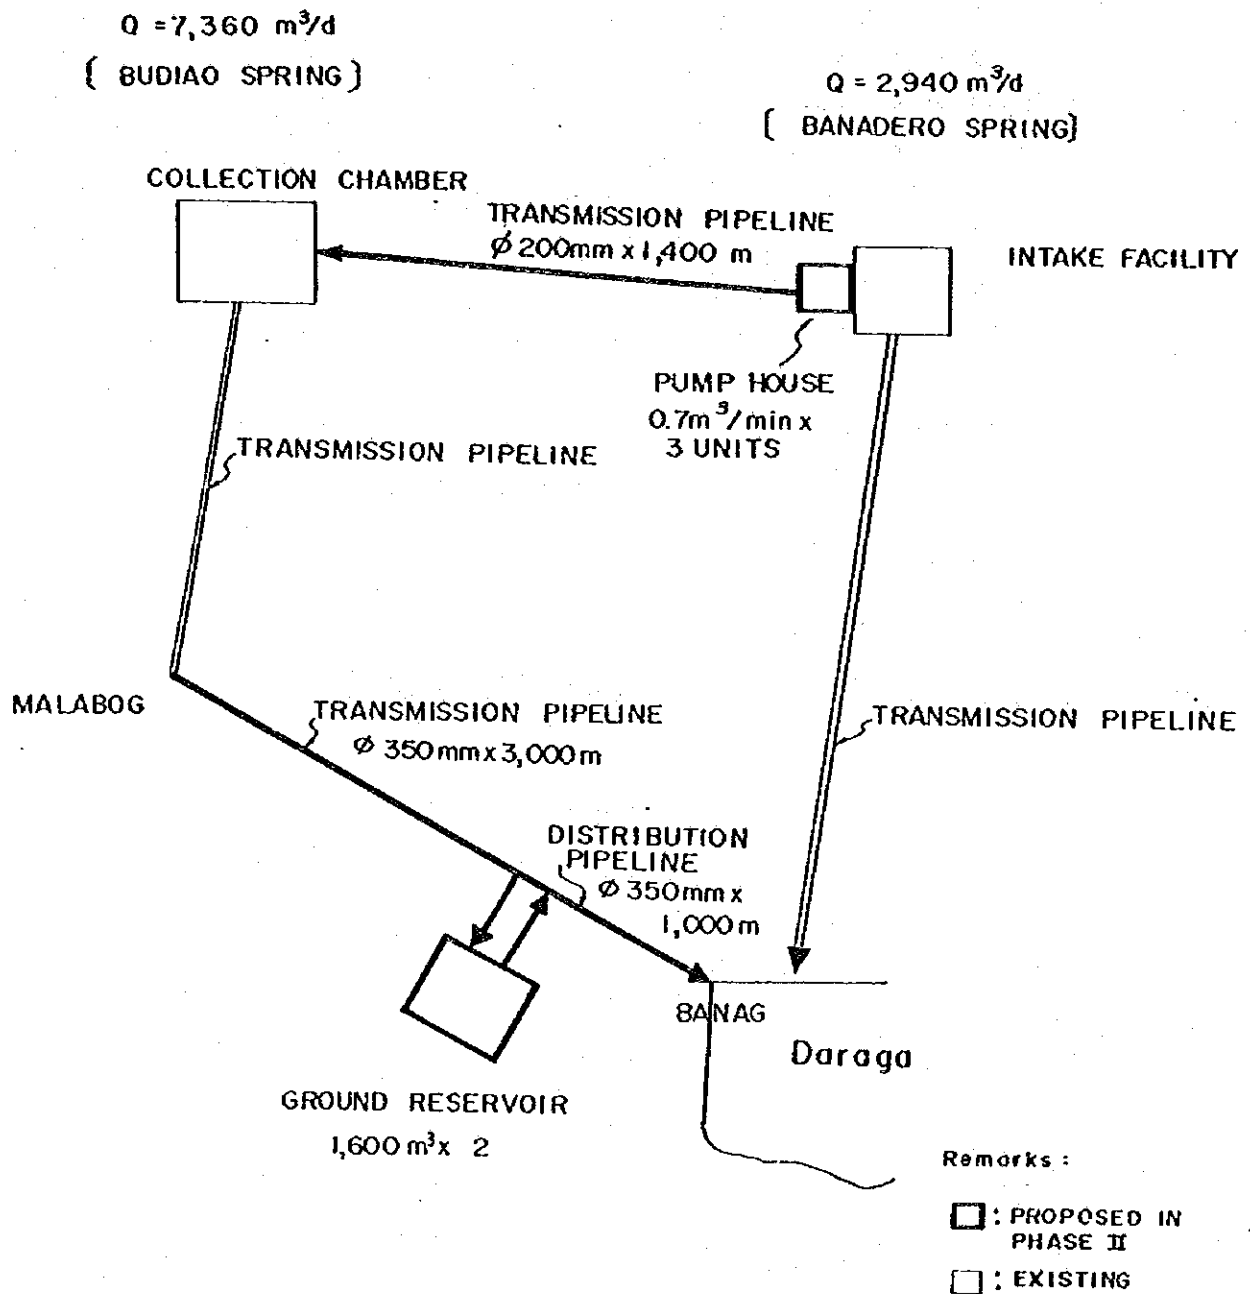 Q = 7,360 m³/d
( BUDIAO SPRING )
Q = 2,940 m³/d
( BANADERO SPRING)
COLLECTION CHAMBER
TRANSMISSION PIPELINE
φ 200mm x 1,400 m
INTAKE FACILITY
PUMP HOUSE
0.7m³/min x
3 UNITS
TRANSMISSION PIPELINE
MALABOG
TRANSMISSION PIPELINE
φ 350mm x 3,000 m
TRANSMISSION PIPELINE
DISTRIBUTION
PIPELINE
φ 350mm x
1,000 m
BANAG
Daraga
GROUND RESERVOIR
1,600 m³ x 2
Remarks :
: PROPOSED IN
PHASE II
: EXISTING